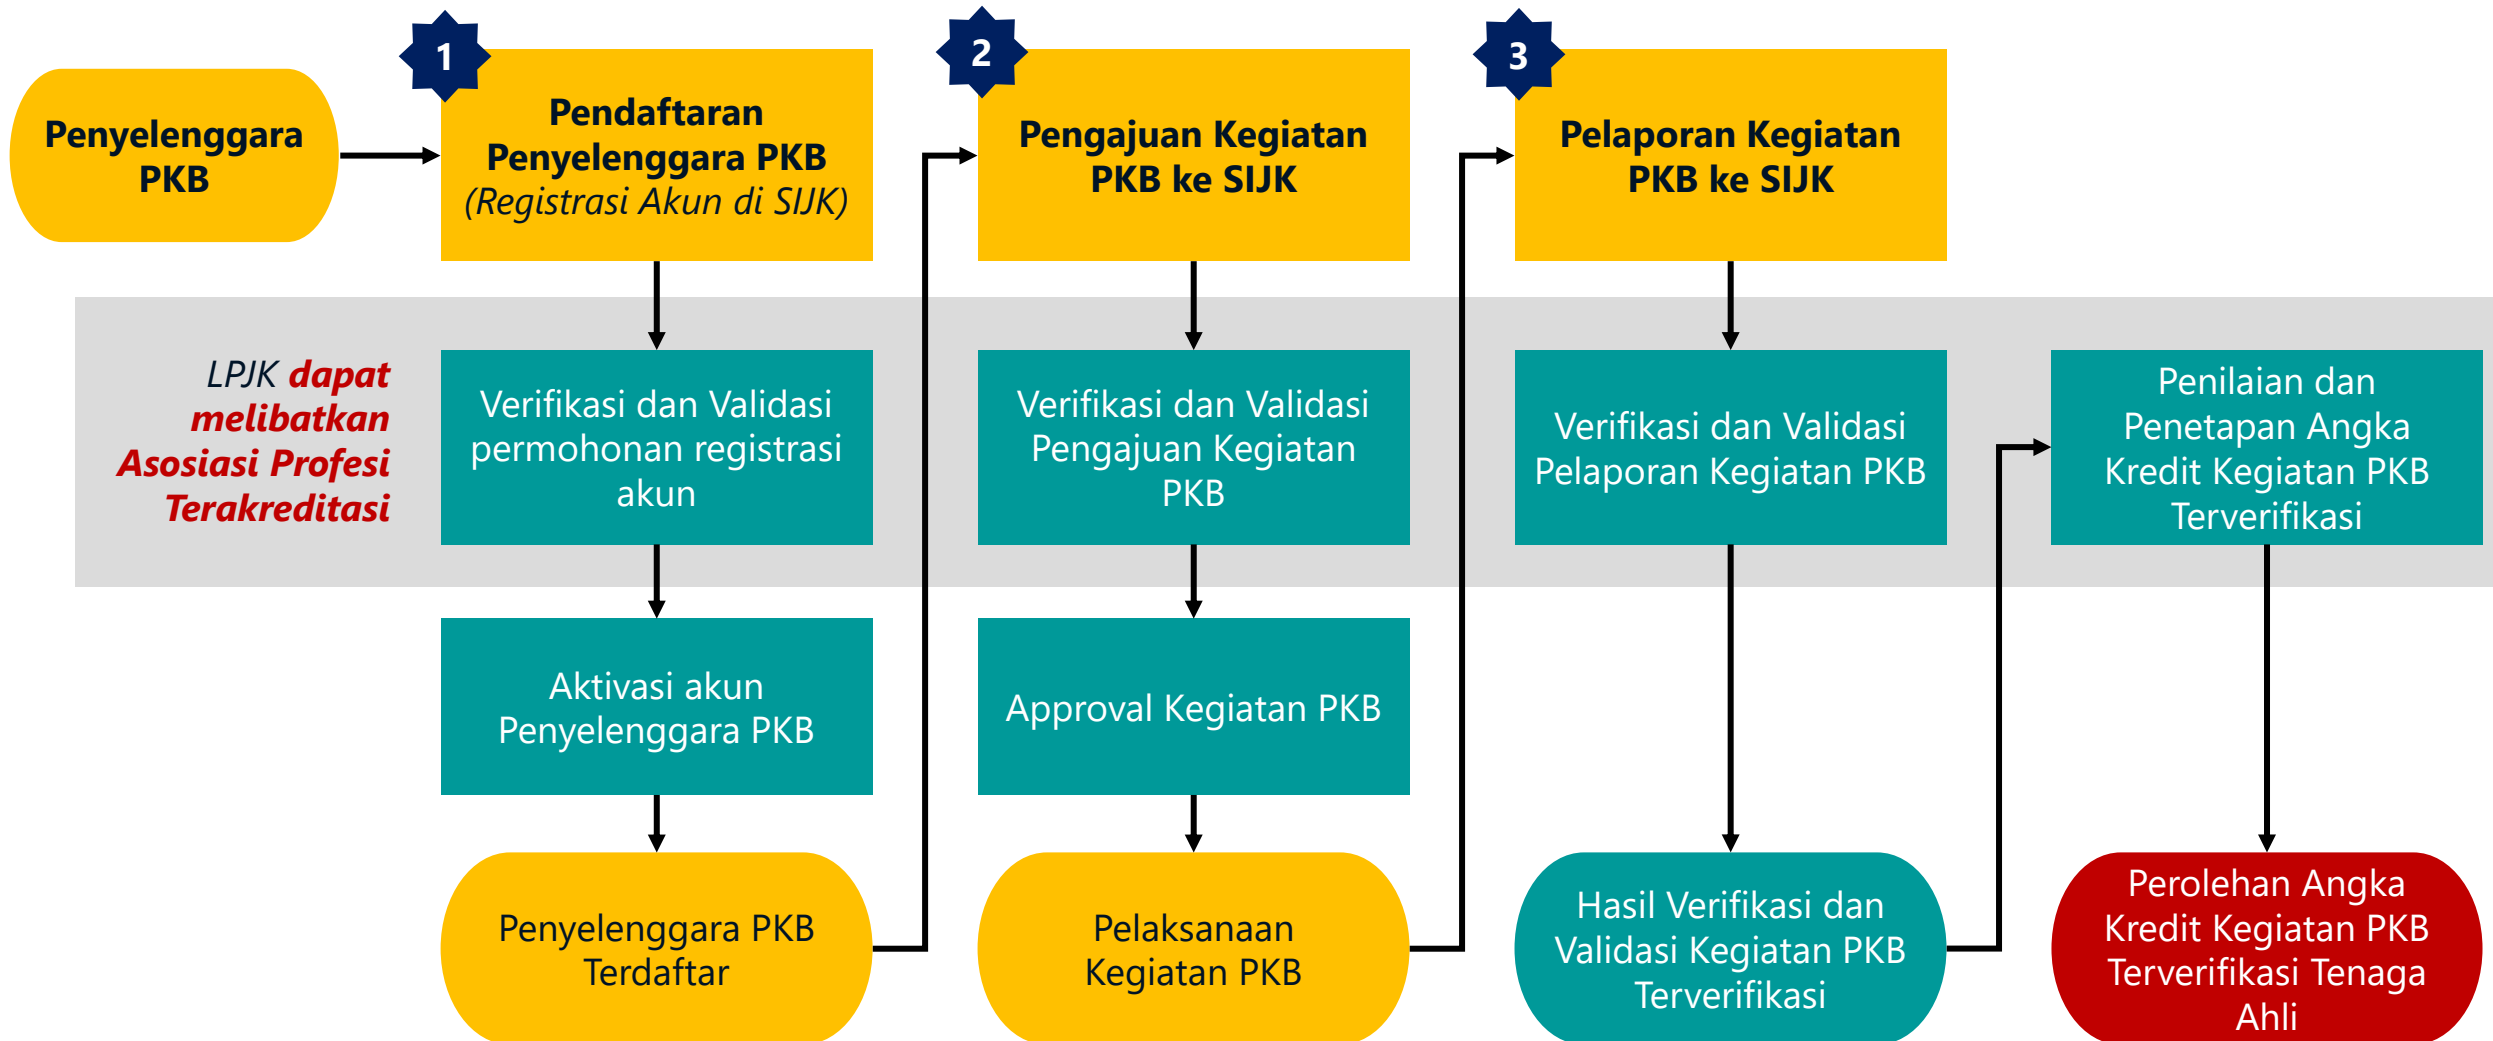 Penyelenggara
PKB
1
Pendaftaran
Penyelenggara PKB
(Registrasi Akun di SIJK)
2
Pengajuan Kegiatan
PKB ke SIJK
3
Pelaporan Kegiatan
PKB ke SIJK
LPJK dapat
melibatkan
Asosiasi Profesi
Terakreditasi
Verifikasi dan Validasi
permohonan registrasi
akun
Verifikasi dan Validasi
Pengajuan Kegiatan
PKB
Verifikasi dan Validasi
Pelaporan Kegiatan PKB
Penilaian dan
Penetapan Angka
Kredit Kegiatan PKB
Terverifikasi
Aktivasi akun
Penyelenggara PKB
Approval Kegiatan PKB
Penyelenggara PKB
Terdaftar
Pelaksanaan
Kegiatan PKB
Hasil Verifikasi dan
Validasi Kegiatan PKB
Terverifikasi
Perolehan Angka
Kredit Kegiatan PKB
Terverifikasi Tenaga
Ahli